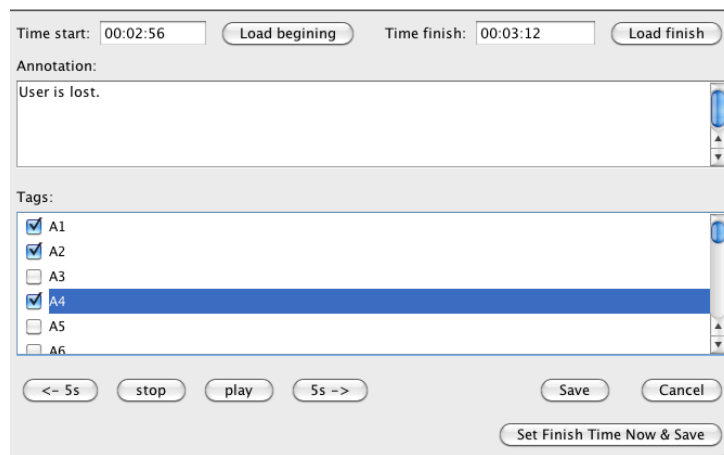 Time start: 00:02:56 Load begining Time finish: 00:03:12 Load finish
Annotation:
User is lost.
Tags:
A1
A2
A3
A4
A5
A6
<- 5s stop play 5s -> Save Cancel
Set Finish Time Now & Save